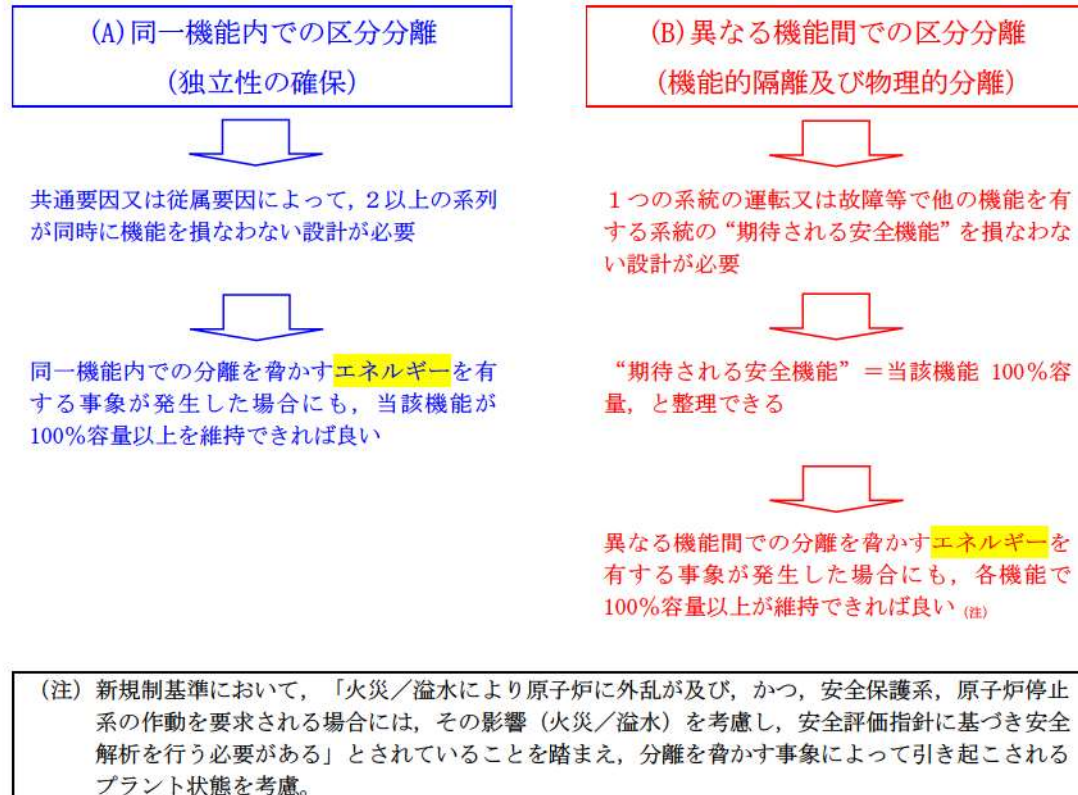 (A)同一機能内での区分分離
(独立性の確保)
共通要因又は従属要因によって，２以上の系列
が同時に機能を損なわない設計が必要
同一機能内での分離を脅かすエネルギーを有
する事象が発生した場合にも，当該機能が
100％容量以上を維持できれば良い
(B)異なる機能間での区分分離
(機能的隔離及び物理的分離)
１つの系統の運転又は故障等で他の機能を有
する系統の“期待される安全機能”を損なわな
い設計が必要
“期待される安全機能”＝当該機能 100％容
量，と整理できる
異なる機能間での分離を脅かすエネルギーを
有する事象が発生した場合にも，各機能で
100％容量以上が維持できれば良い (注)
(注) 新規制基準において，「火災／溢水により原子炉に外乱が及び，かつ，安全保護系，原子炉停止
系の作動を要求される場合には，その影響（火災／溢水）を考慮し，安全評価指針に基づき安全
解析を行う必要がある」とされていることを踏まえ，分離を脅かす事象によって引き起こされる
プラント状態を考慮。